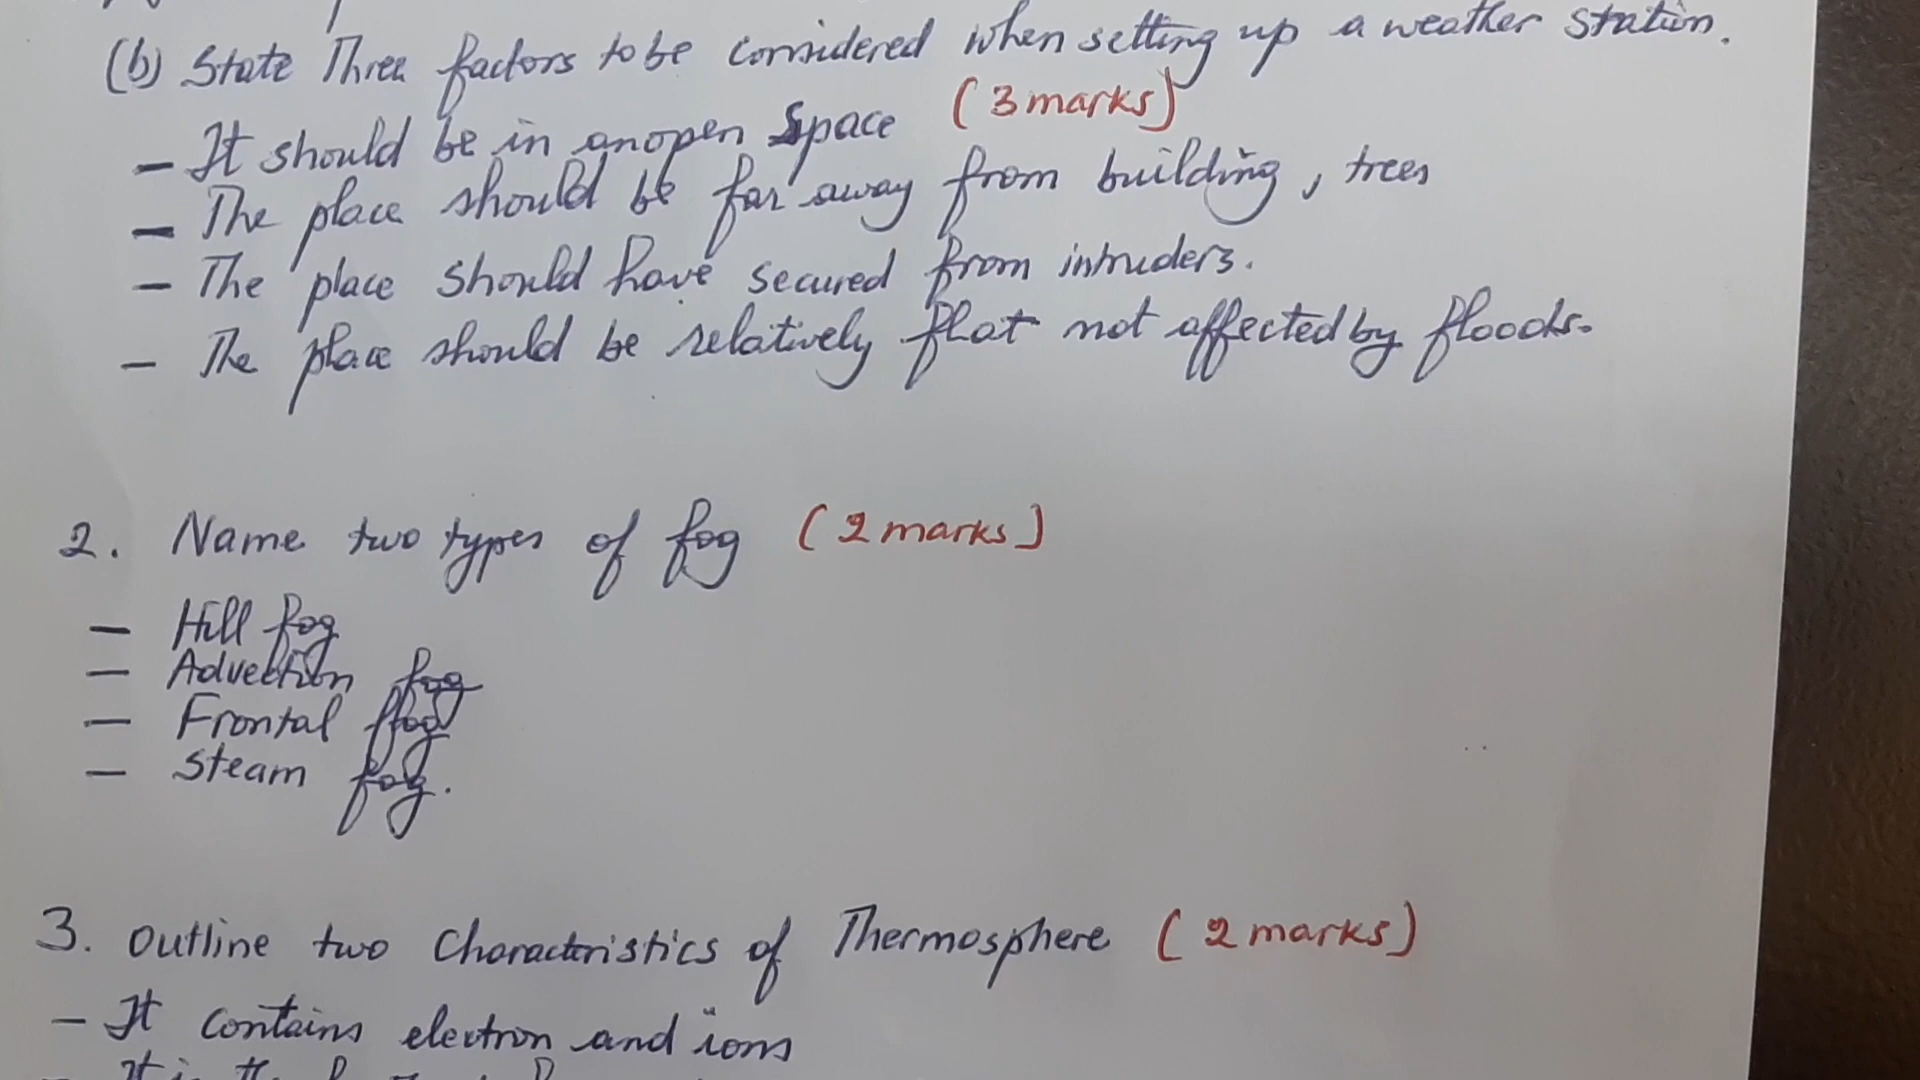 (b) State Three factors to be considered when setting up a weather station.
(3 marks)
- It should be in an open space
- The place should be far away from building, trees
- The place should have secured from intruders.
- The place should be relatively flat not affected by floods.
2. Name two types of fog (2 marks)
- Hill fog
- Advection fog
- Frontal fog
- Steam fog.
3. Outline two characteristics of Thermosphere (2 marks)
- It contains electron and ions
- It is the